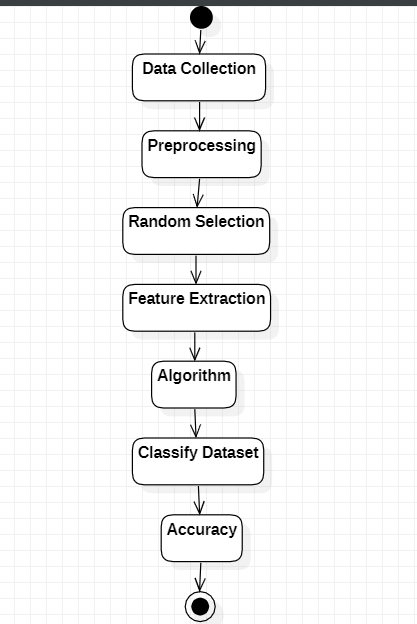 Data Collection
Preprocessing
Random Selection
Feature Extraction
Algorithm
Classify Dataset
Accuracy